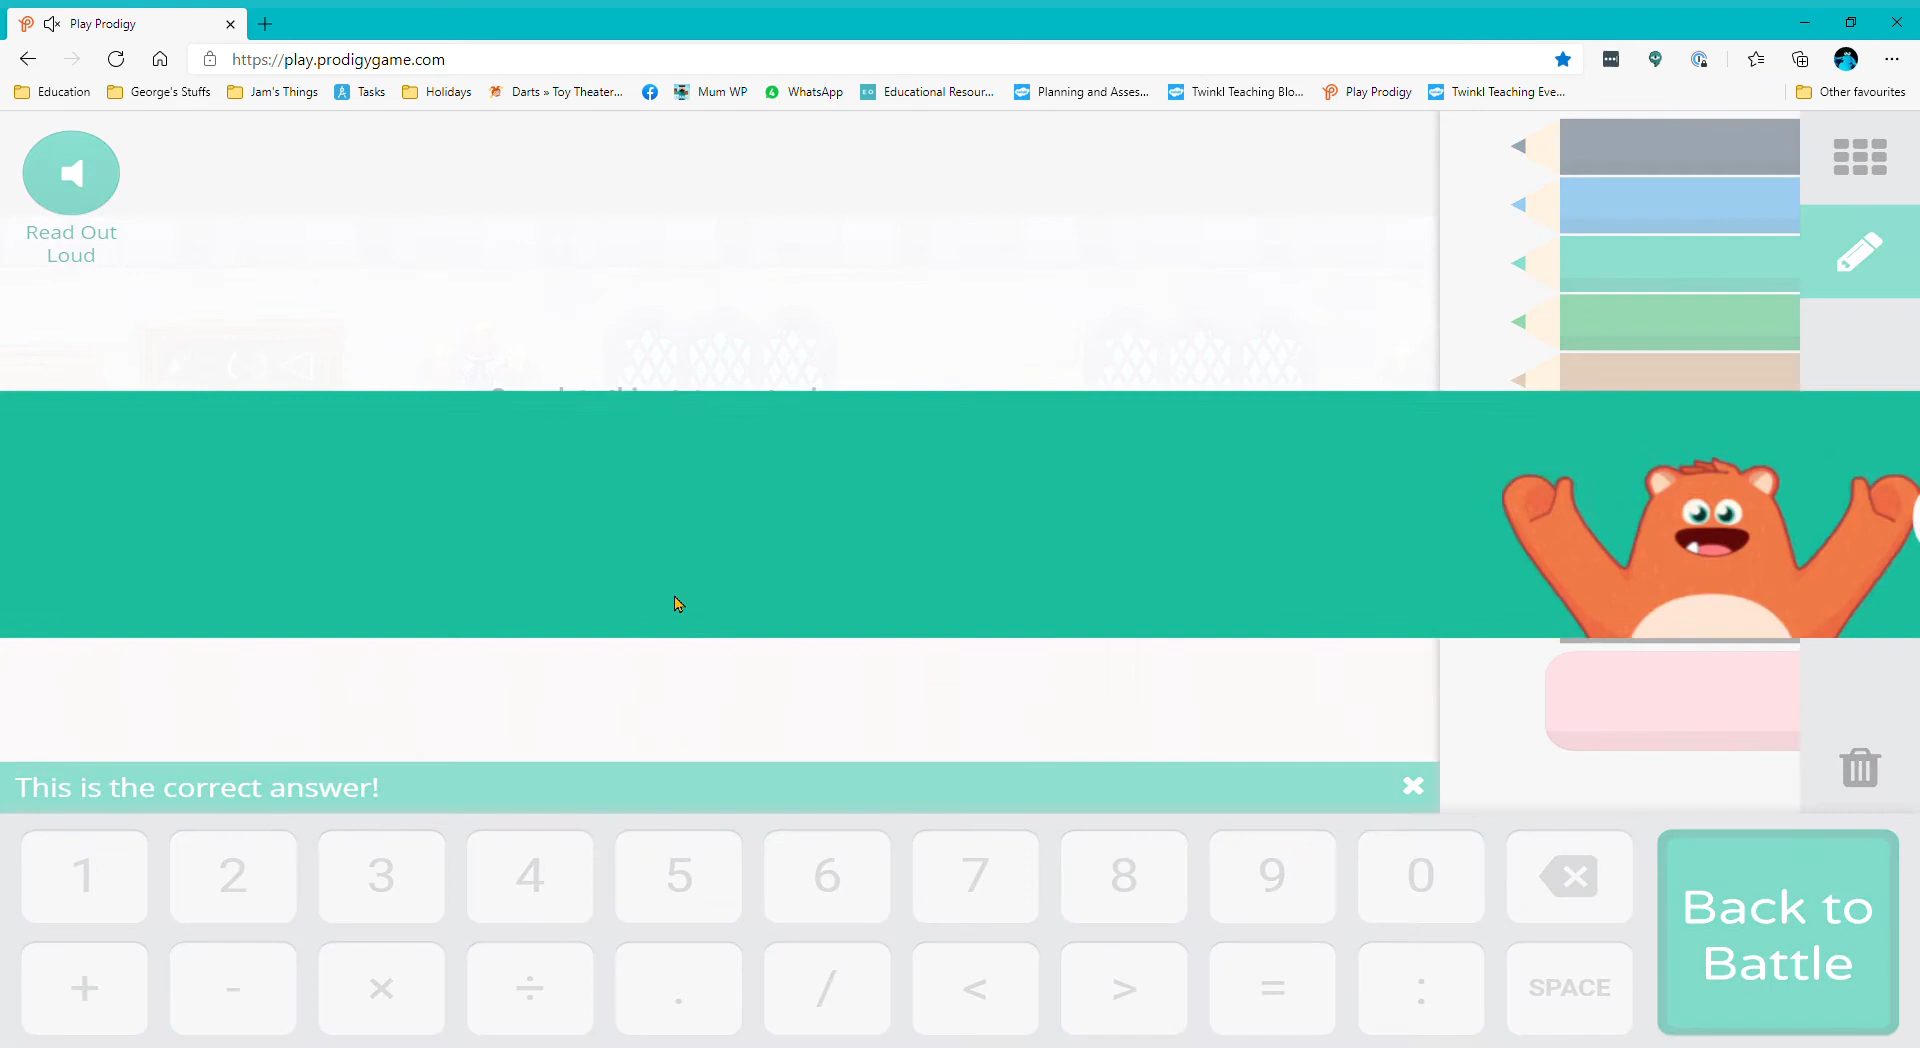 Play Prodigy
https://play.prodigygame.com
Education George's Stuffs Jam's Things Tasks Holidays Darts » Toy Theater... Mum WP WhatsApp Educational Resour... Planning and Asses... Twinkl Teaching Blo... Play Prodigy Twinkl Teaching Eve... Other favourites
Read Out
Loud
This is the correct answer!
1 2 3 4 5 6 7 8 9 0
Back to
Battle
+ - × ÷ . / < > = : SPACE